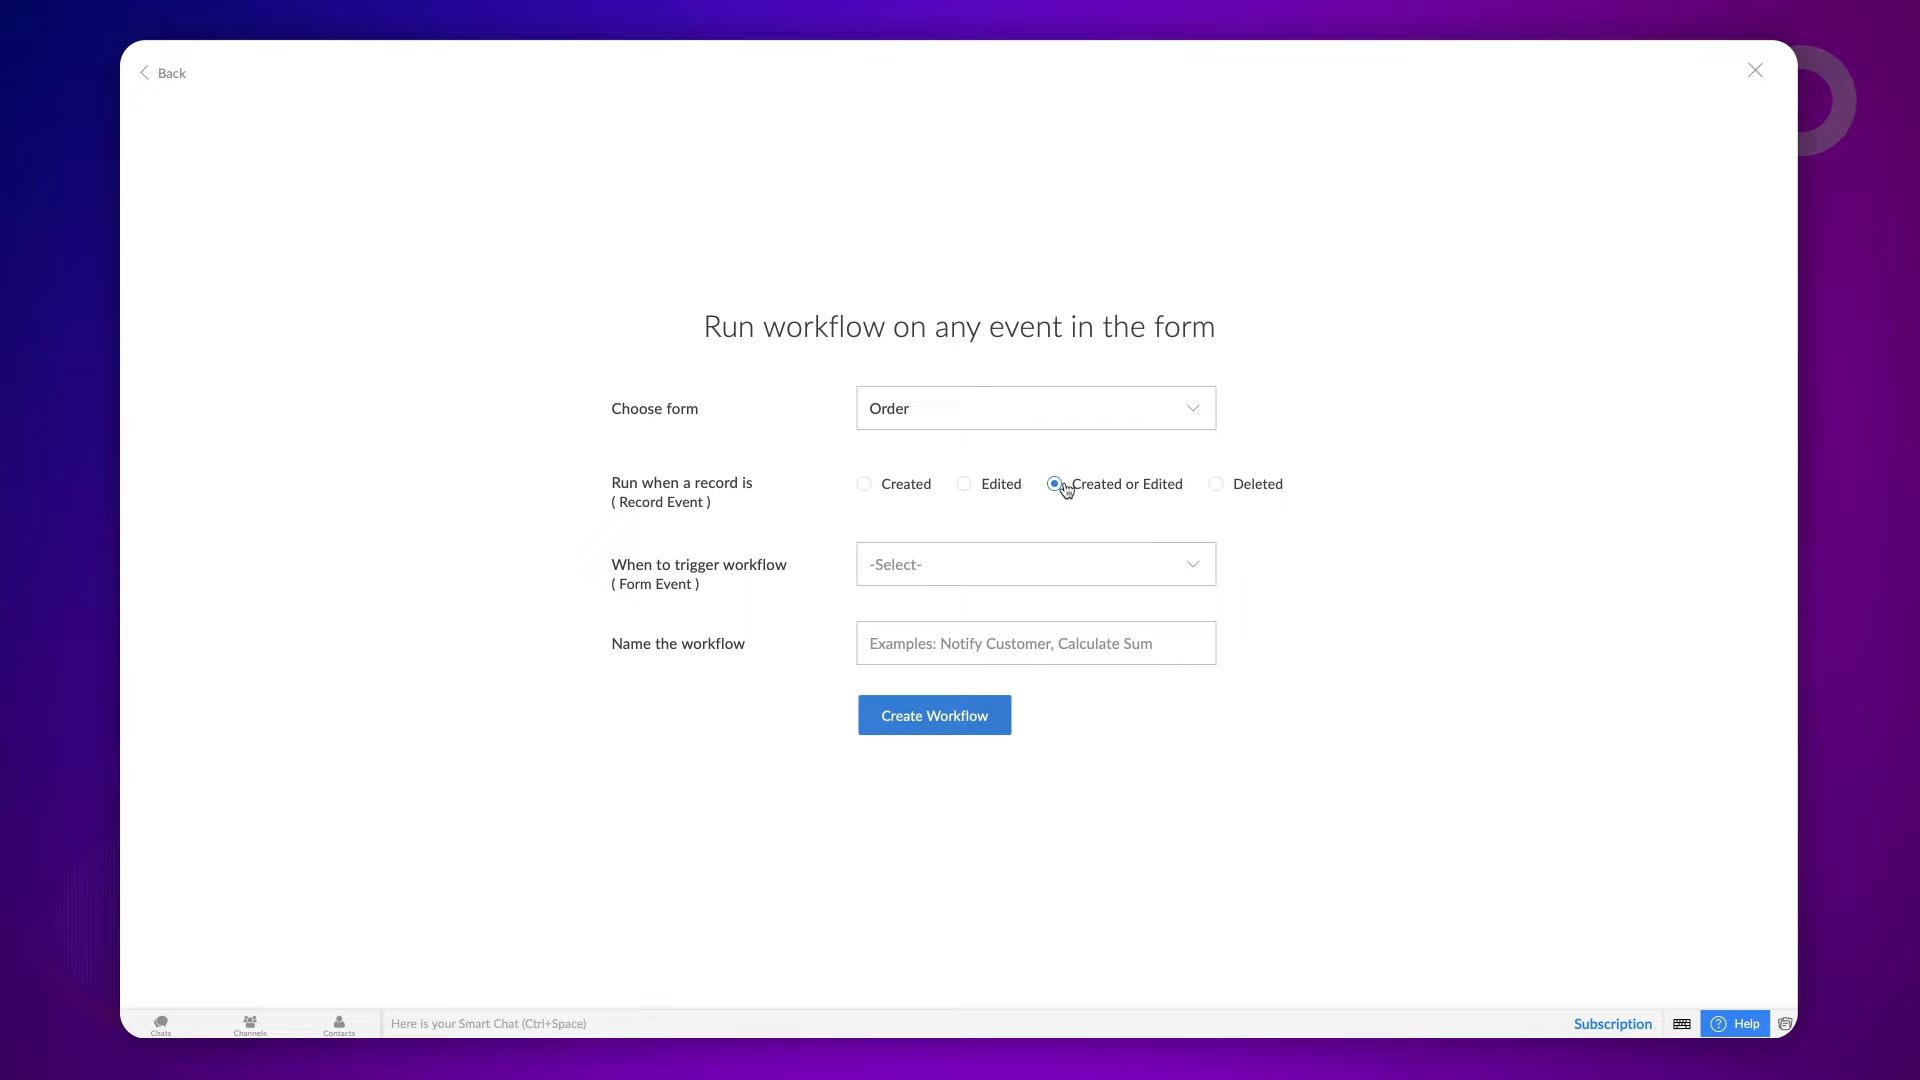 Back
Run workflow on any event in the form
Choose form
Order
Run when a record is
( Record Event )
Created
Edited
Created or Edited
Deleted
When to trigger workflow
( Form Event )
-Select-
Name the workflow
Examples: Notify Customer, Calculate Sum
Create Workflow
Chats
Channels
Contacts
Here is your Smart Chat (Ctrl+Space)
Subscription
? Help